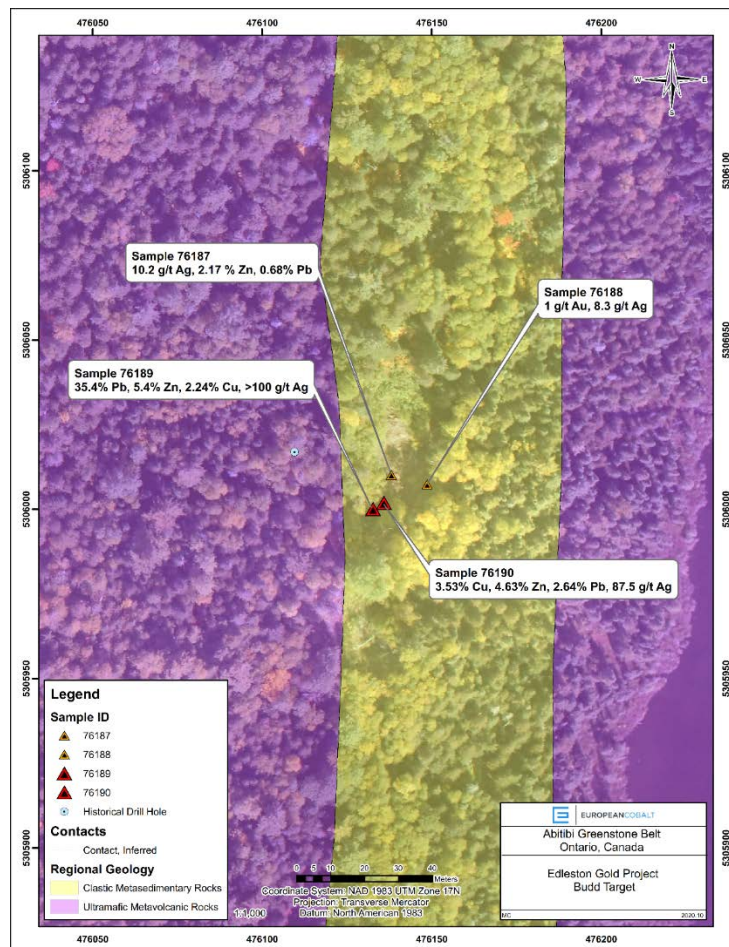 476050 476100 476150 476200
N
W E
S
5306100 5306100
Sample 76187
10.2 g/t Ag, 2.17 % Zn, 0.68% Pb
Sample 76188
1 g/t Au, 8.3 g/t Ag
5306050 5306050
Sample 76189
35.4% Pb, 5.4% Zn, 2.24% Cu, >100 g/t Ag
5306000 5306000
Sample 76190
3.53% Cu, 4.63% Zn, 2.64% Pb, 87.5 g/t Ag
5305950 5305950
Legend
Sample ID
76187
76188
76189
76190
Historical Drill Hole
Contacts
Contact, Inferred
Regional Geology
Clastic Metasedimentary Rocks
Ultramafic Metavolcanic Rocks
5305900 5305900
0 5 10 20 30 40
Meters
Coordinate System: NAD 1983 UTM Zone 17N
Projection: Transverse Mercator
Datum: North American 1983
1:1,000
EUROPEANCOBALT
Abitibi Greenstone Belt
Ontario, Canada
Edleston Gold Project
Budd Target
MC 2020.10
476050 476100 476150 476200